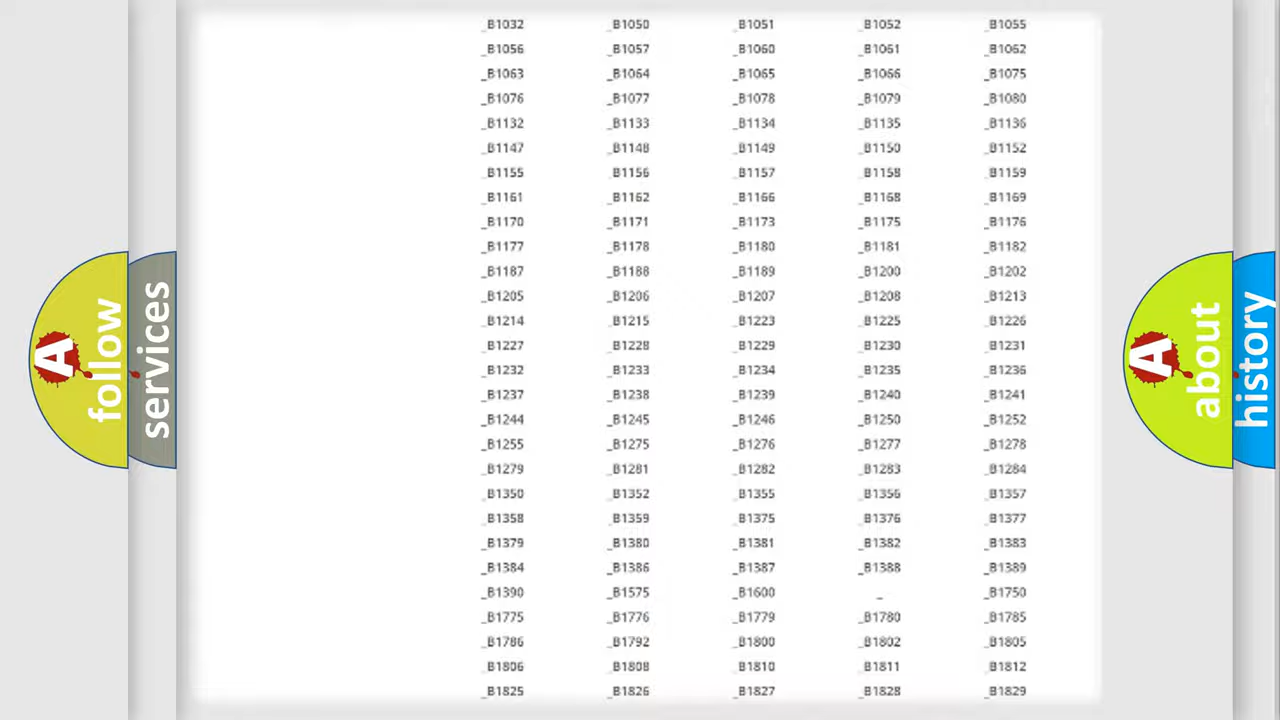 _B1032 _B1050 _B1051 _B1052 _B1055
_B1056 _B1057 _B1060 _B1061 _B1062
_B1063 _B1064 _B1065 _B1066 _B1075
_B1076 _B1077 _B1078 _B1079 _B1080
_B1132 _B1133 _B1134 _B1135 _B1136
_B1147 _B1148 _B1149 _B1150 _B1152
_B1155 _B1156 _B1157 _B1158 _B1159
_B1161 _B1162 _B1166 _B1168 _B1169
_B1170 _B1171 _B1173 _B1175 _B1176
_B1177 _B1178 _B1180 _B1181 _B1182
_B1187 _B1188 _B1189 _B1200 _B1202
_B1205 _B1206 _B1207 _B1208 _B1213
_B1214 _B1215 _B1223 _B1225 _B1226
_B1227 _B1228 _B1229 _B1230 _B1231
_B1232 _B1233 _B1234 _B1235 _B1236
_B1237 _B1238 _B1239 _B1240 _B1241
_B1244 _B1245 _B1246 _B1250 _B1252
_B1255 _B1275 _B1276 _B1277 _B1278
_B1279 _B1281 _B1282 _B1283 _B1284
_B1350 _B1352 _B1355 _B1356 _B1357
_B1358 _B1359 _B1375 _B1376 _B1377
_B1379 _B1380 _B1381 _B1382 _B1383
_B1384 _B1386 _B1387 _B1388 _B1389
_B1390 _B1575 _B1600 _ _B1750
_B1775 _B1776 _B1779 _B1780 _B1785
_B1786 _B1792 _B1800 _B1802 _B1805
_B1806 _B1808 _B1810 _B1811 _B1812
_B1825 _B1826 _B1827 _B1828 _B1829
A
follow
services
A
about
history